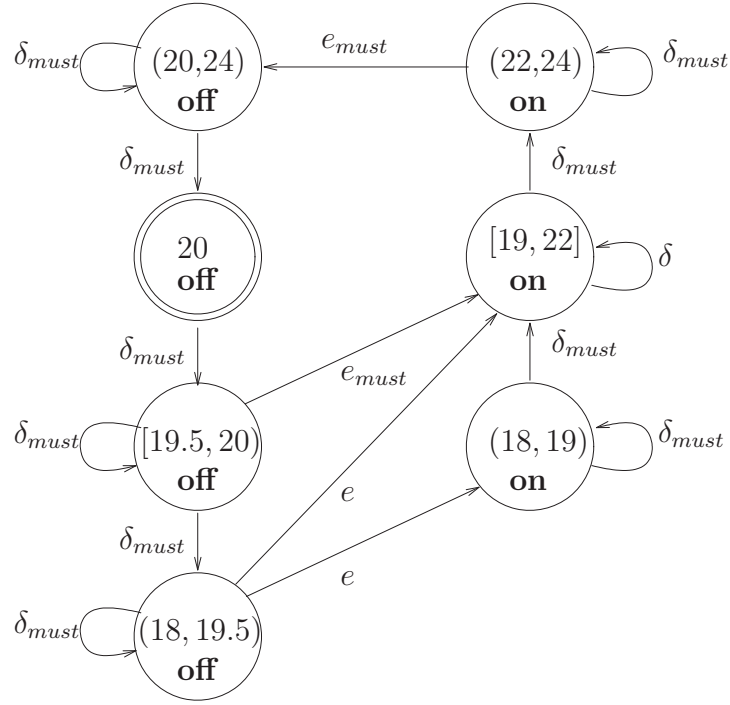 δ_must
(20,24)
off
e_must
(22,24)
on
δ_must
δ_must
δ_must
20
off
[19, 22]
on
δ
δ_must
e_must
δ_must
δ_must
[19.5, 20)
off
(18, 19)
on
δ_must
e
δ_must
e
δ_must
(18, 19.5)
off